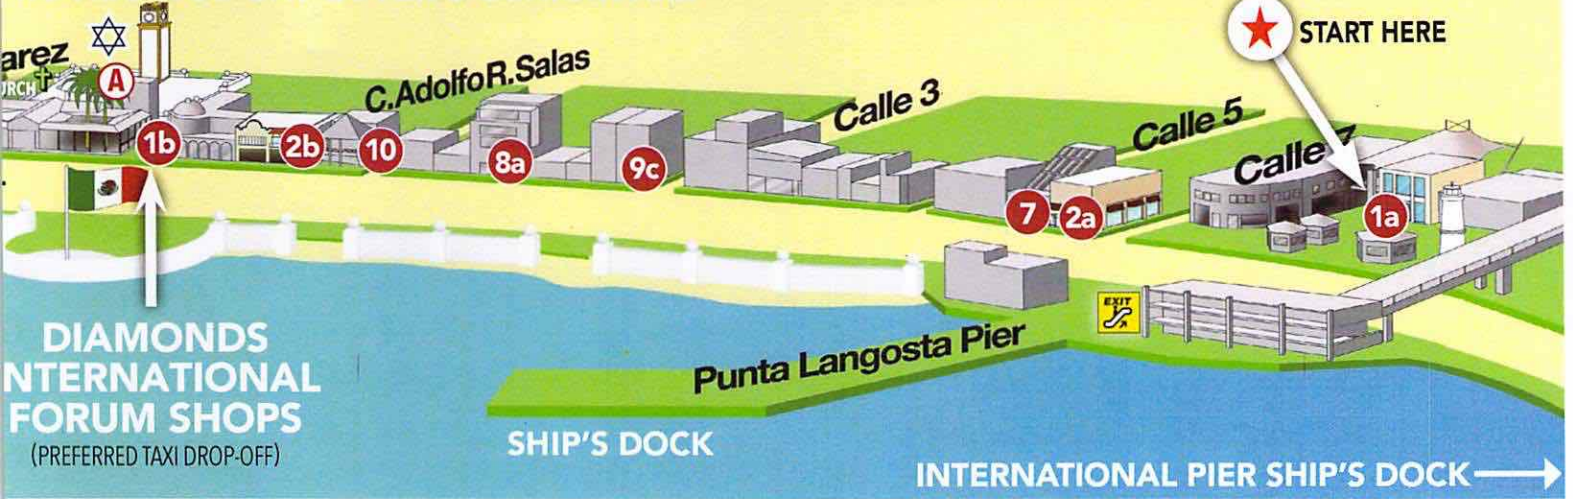 START HERE
arez
URCH
A
C.Adolfo R.Salas
Calle 3
Calle 5
Calle 7
1b
2b
10
8a
9c
7
2a
1a
EXIT
DIAMONDS
NTERNATIONAL
FORUM SHOPS
(PREFERRED TAXI DROP-OFF)
Punta Langosta Pier
SHIP'S DOCK
INTERNATIONAL PIER SHIP'S DOCK